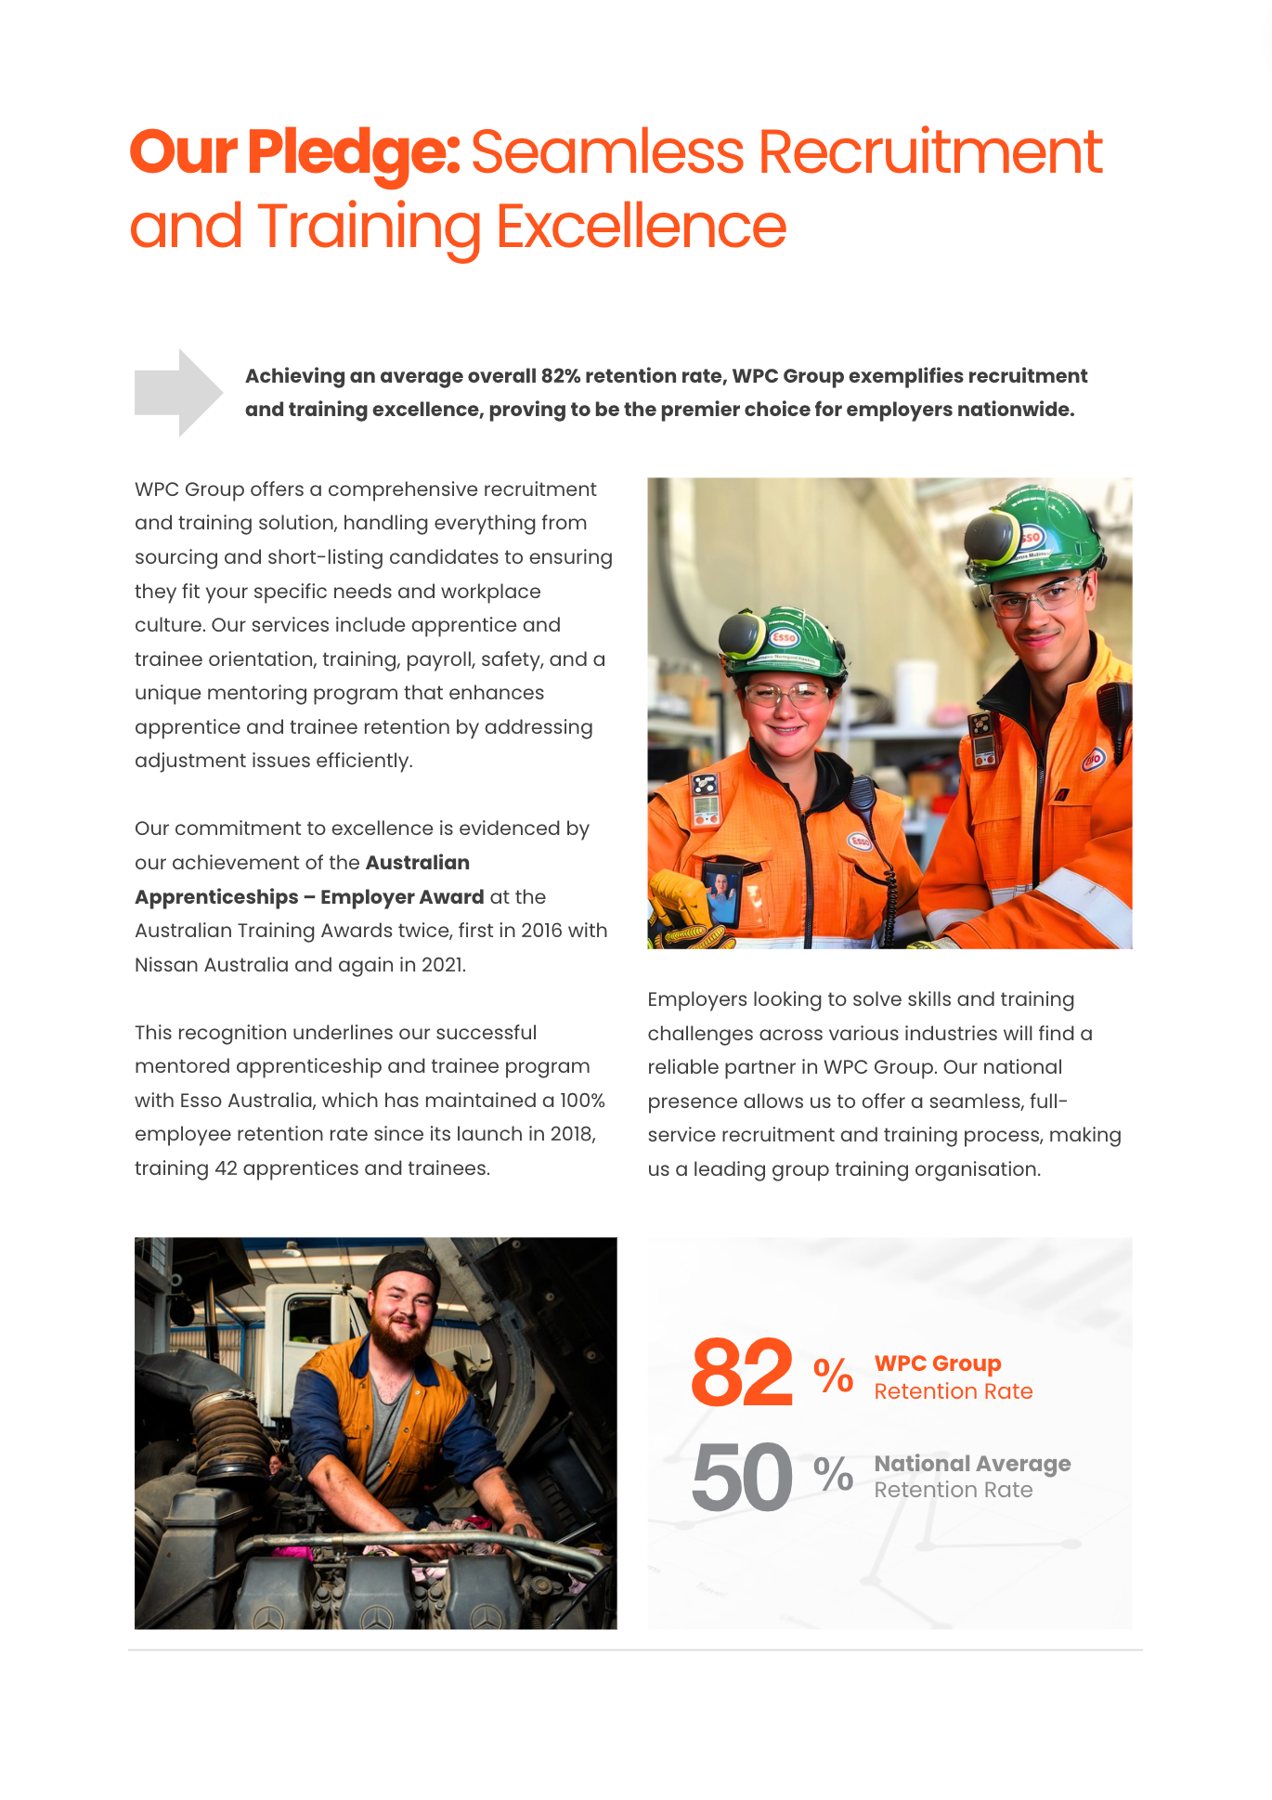 Our Pledge: Seamless Recruitment
and Training Excellence
Achieving an average overall 82% retention rate, WPC Group exemplifies recruitment
and training excellence, proving to be the premier choice for employers nationwide.
WPC Group offers a comprehensive recruitment
and training solution, handling everything from
sourcing and short-listing candidates to ensuring
they fit your specific needs and workplace
culture. Our services include apprentice and
trainee orientation, training, payroll, safety, and a
unique mentoring program that enhances
apprentice and trainee retention by addressing
adjustment issues efficiently.
Our commitment to excellence is evidenced by
our achievement of the Australian
Apprenticeships – Employer Award at the
Australian Training Awards twice, first in 2016 with
Nissan Australia and again in 2021.
This recognition underlines our successful
mentored apprenticeship and trainee program
with Esso Australia, which has maintained a 100%
employee retention rate since its launch in 2018,
training 42 apprentices and trainees.
Esso
Esso
Employers looking to solve skills and training
challenges across various industries will find a
reliable partner in WPC Group. Our national
presence allows us to offer a seamless, full-
service recruitment and training process, making
us a leading group training organisation.
82 % WPC Group
Retention Rate
50 % National Average
Retention Rate